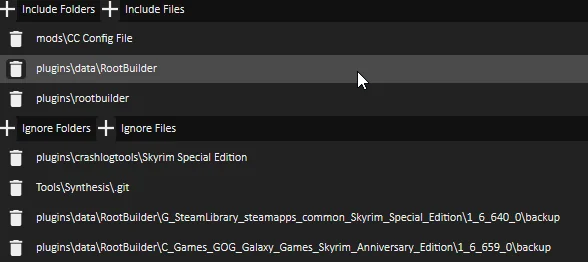 Include Folders Include Files
mods\CC Config File
plugins\data\RootBuilder
plugins\rootbuilder
Ignore Folders Ignore Files
plugins\crashlogtools\Skyrim Special Edition
Tools\Synthesis\.git
plugins\data\RootBuilder\G_SteamLibrary_steamapps_common_Skyrim_Special_Edition\1_6_640_0\backup
plugins\data\RootBuilder\C_Games_GOG_Galaxy_Games_Skyrim_Anniversary_Edition\1_6_659_0\backup